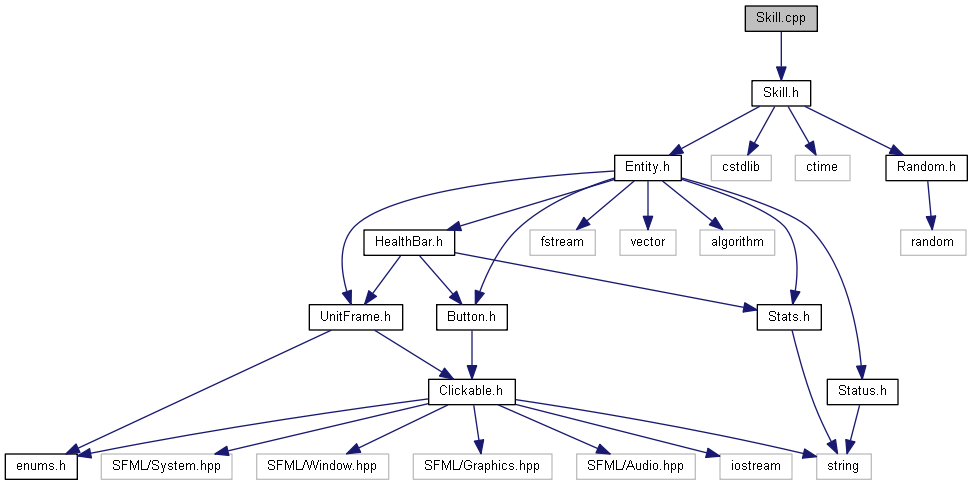 Skill.cpp
Skill.h
Entity.h
cstdlib
ctime
Random.h
HealthBar.h
fstream
vector
algorithm
random
UnitFrame.h
Button.h
Stats.h
Clickable.h
Status.h
enums.h
SFML/System.hpp
SFML/Window.hpp
SFML/Graphics.hpp
SFML/Audio.hpp
iostream
string